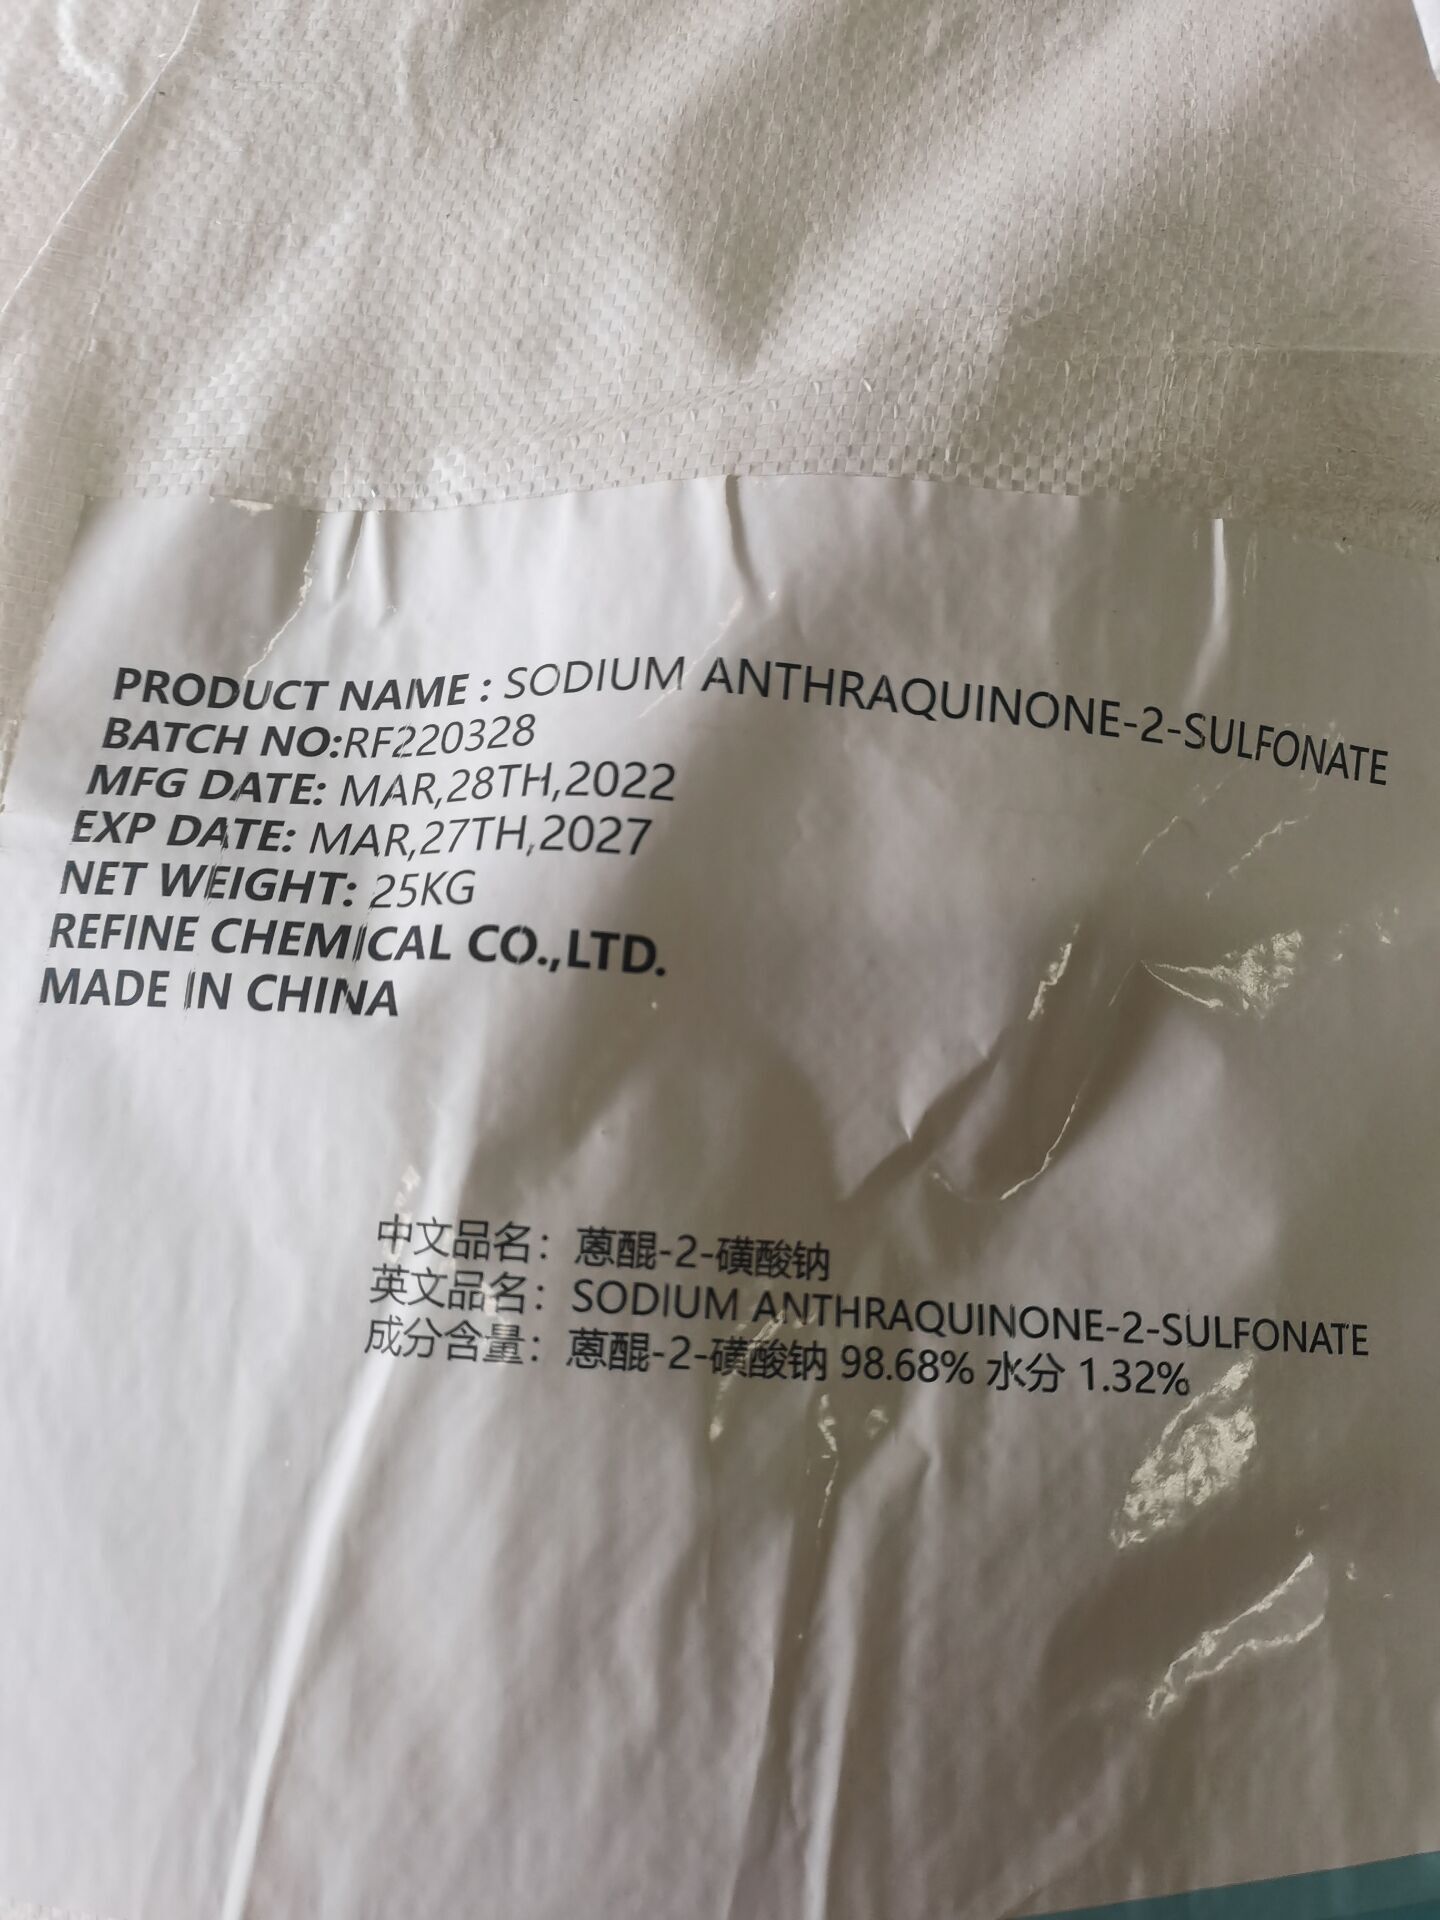 PRODUCT NAME : SODIUM ANTHRAQUINONE-2-SULFONATE
BATCH NO:RF220328
MFG DATE: MAR,28TH,2022
EXP DATE: MAR,27TH,2027
NET WEIGHT: 25KG
REFINE CHEMICAL CO.,LTD.
MADE IN CHINA
中文品名：蒽醌-2-磺酸钠
英文品名：SODIUM ANTHRAQUINONE-2-SULFONATE
成分含量：蒽醌-2-磺酸钠 98.68% 水分 1.32%